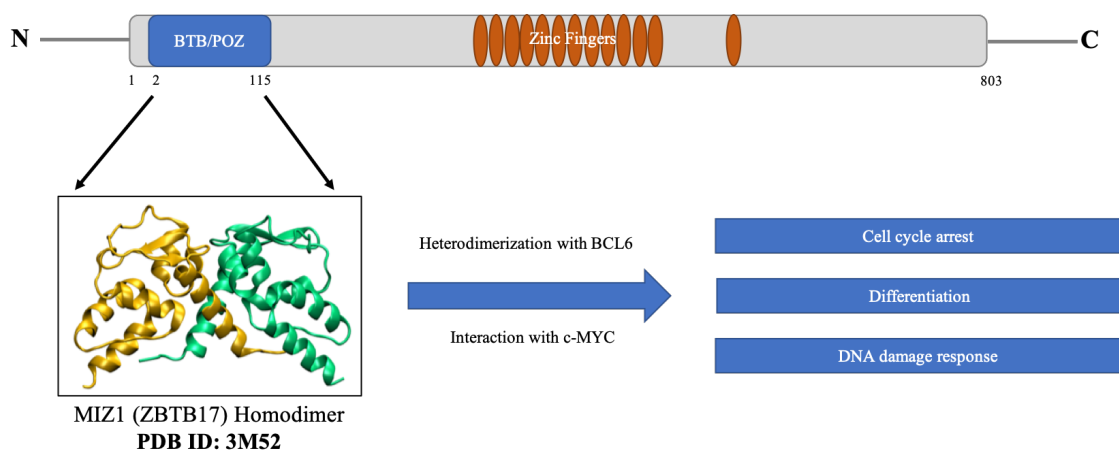 N
BTB/POZ
Zinc Fingers
C
1
2
115
803
Heterodimerization with BCL6
Interaction with c-MYC
Cell cycle arrest
Differentiation
DNA damage response
MIZ1 (ZBTB17) Homodimer
PDB ID: 3M52